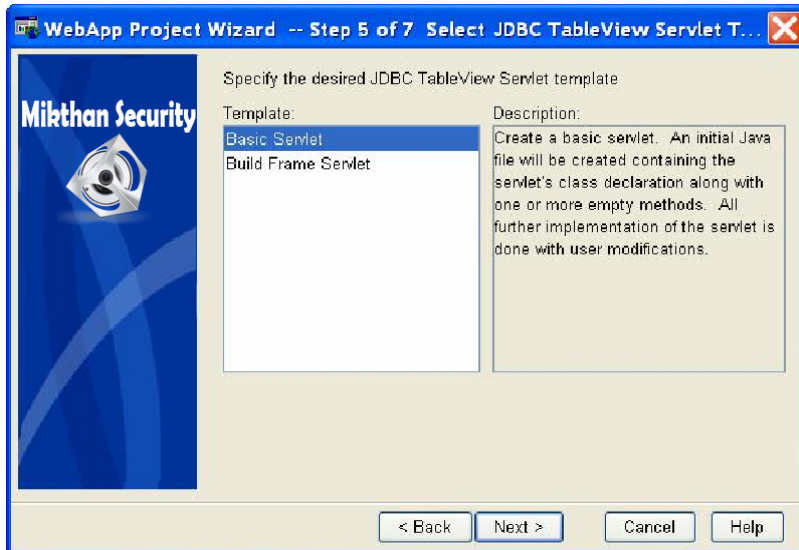 WebApp Project Wizard -- Step 5 of 7 Select JDBC TableView Servlet T...
Mikthan Security
Specify the desired JDBC TableView Servlet template
Template:
Basic Servlet
Build Frame Servlet
Description:
Create a basic servlet. An initial Java
file will be created containing the
servlet's class declaration along with
one or more empty methods. All
further implementation of the servlet is
done with user modifications.
< Back
Next >
Cancel
Help